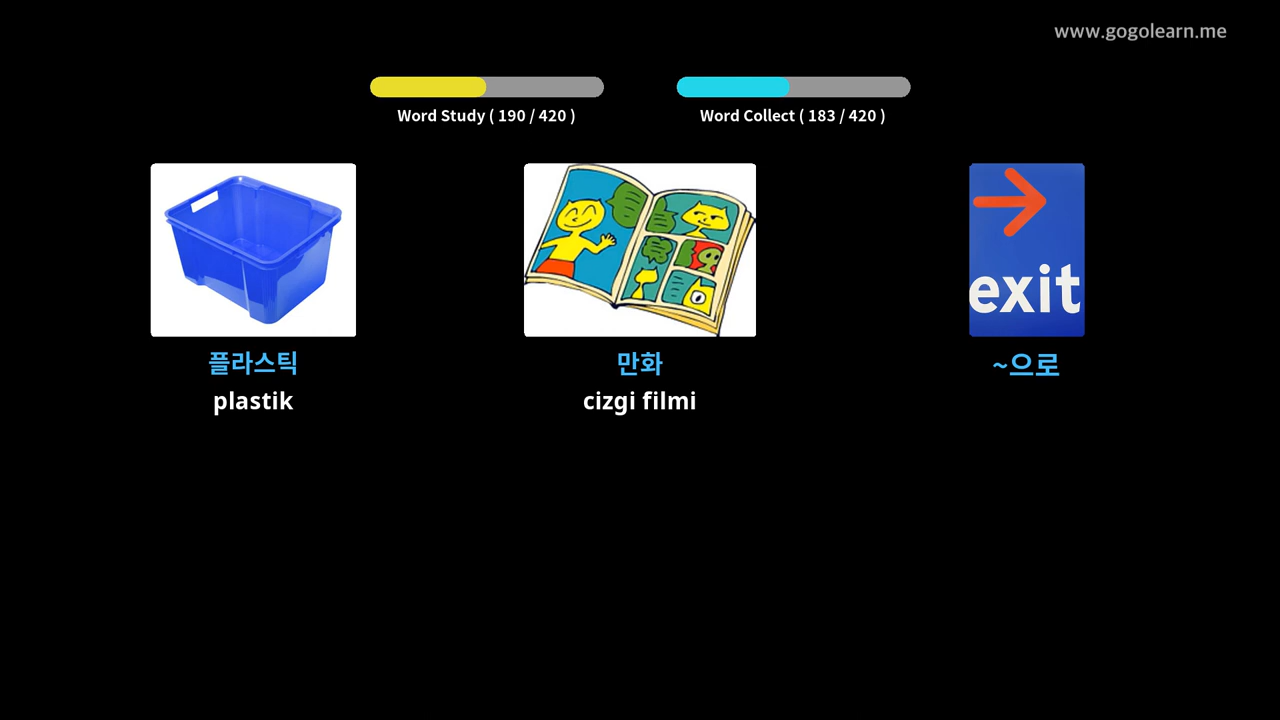 www.gogolearn.me
Word Study ( 190 / 420 )
Word Collect ( 183 / 420 )
exit
플라스틱
만화
~으로
plastik
cizgi filmi